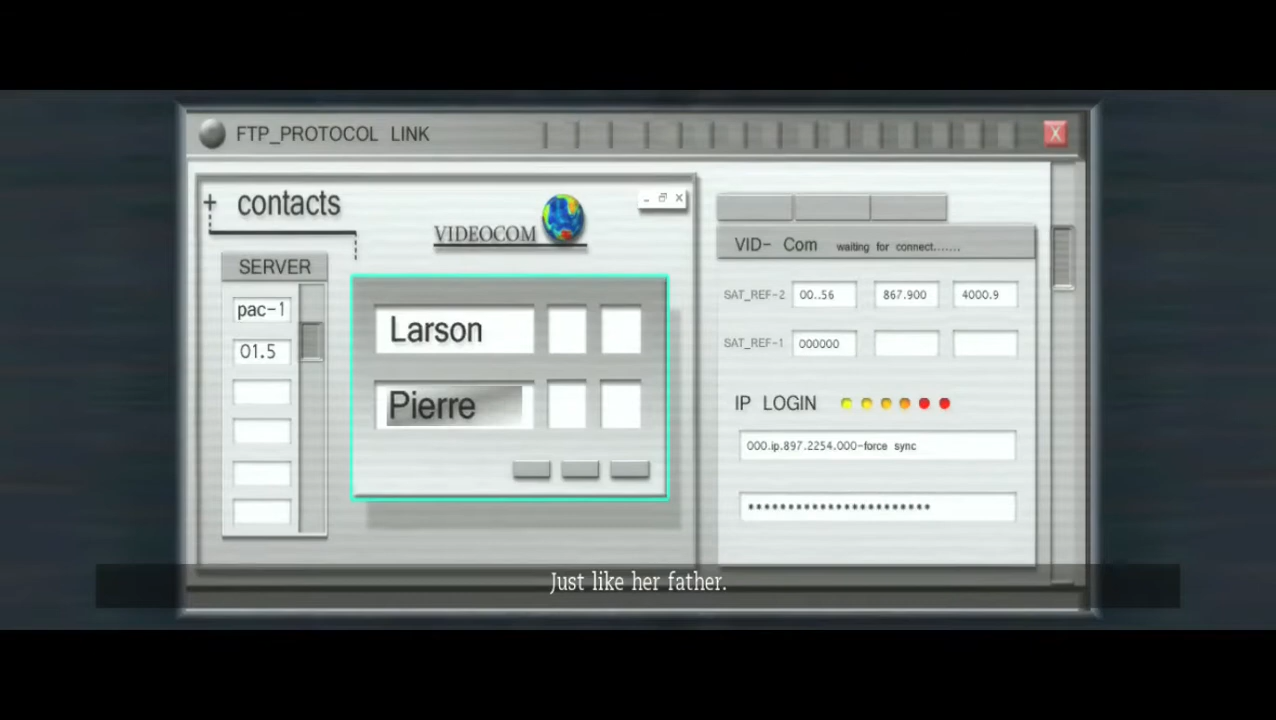 FTP_PROTOCOL LINK
X
+ contacts
VIDEOCOM
SERVER
pac-1
01.5
Larson
Pierre
VID- Com waiting for connect.......
SAT_REF-2 00..56 867.900 4000.9
SAT_REF-1 000000
IP LOGIN
000.ip.897.2254.000-force sync
***********************
Just like her father.